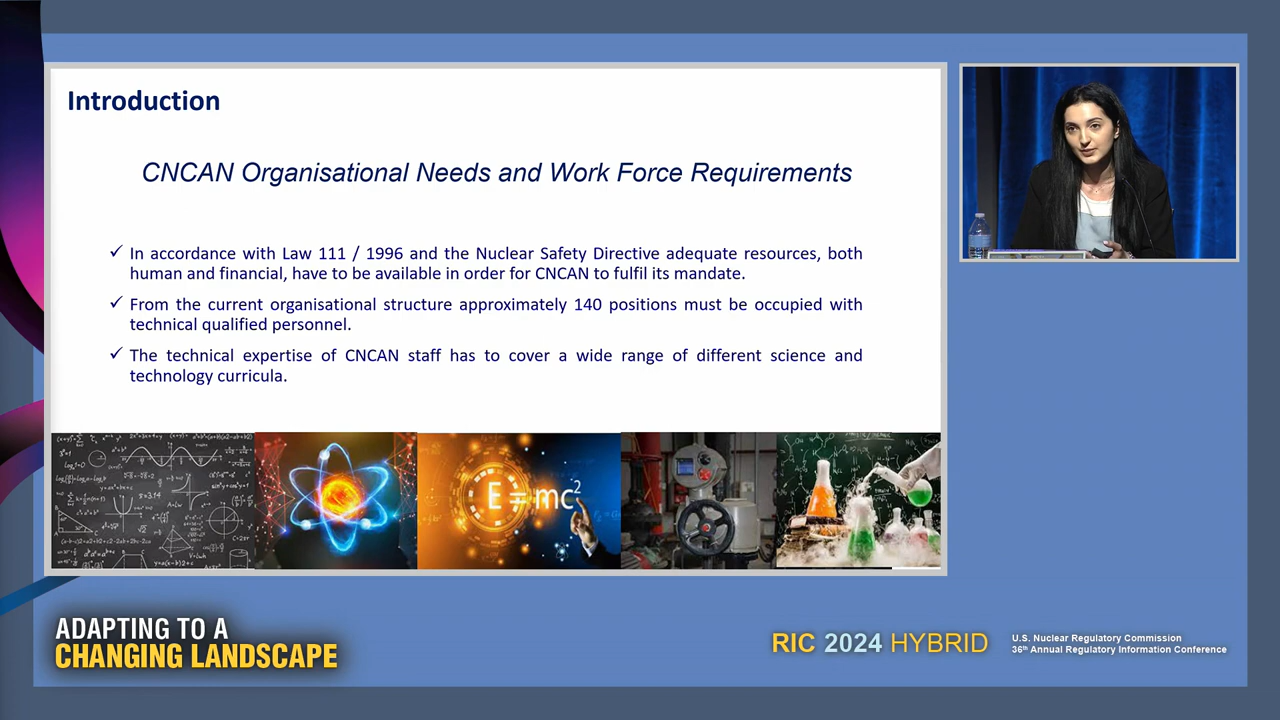 Introduction
CNCAN Organisational Needs and Work Force Requirements
✓ In accordance with Law 111 / 1996 and the Nuclear Safety Directive adequate resources, both
human and financial, have to be available in order for CNCAN to fulfil its mandate.
✓ From the current organisational structure approximately 140 positions must be occupied with
technical qualified personnel.
✓ The technical expertise of CNCAN staff has to cover a wide range of different science and
technology curricula.
E = mc²
ADAPTING TO A
CHANGING LANDSCAPE
RIC 2024 HYBRID
U.S. Nuclear Regulatory Commission
36th Annual Regulatory Information Conference